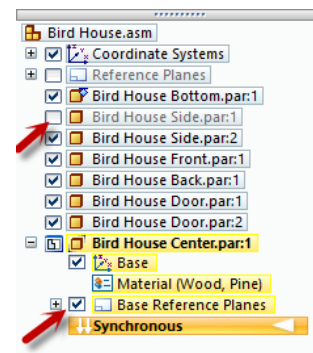 Bird House.asm
Coordinate Systems
Reference Planes
Bird House Bottom.par:1
Bird House Side.par:1
Bird House Side.par:2
Bird House Front.par:1
Bird House Back.par:1
Bird House Door.par:1
Bird House Door.par:2
Bird House Center.par:1
Base
Material (Wood, Pine)
Base Reference Planes
Synchronous